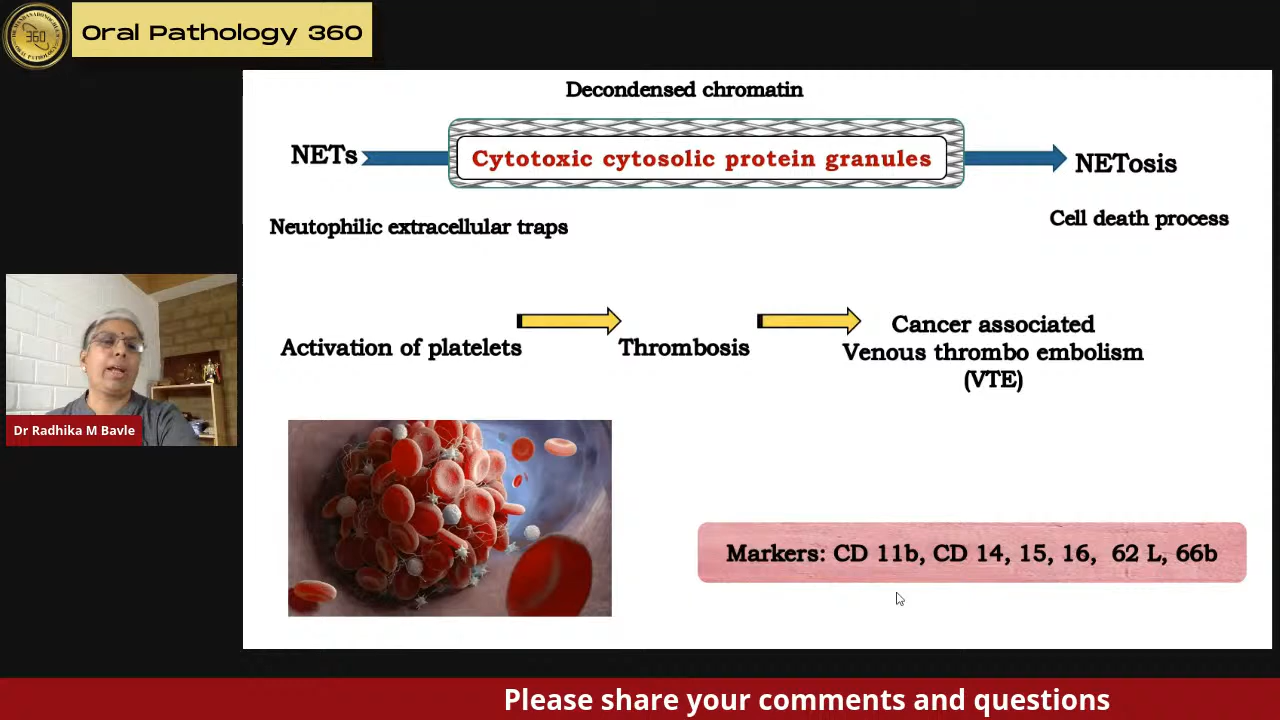 360
Oral Pathology 360
Decondensed chromatin
NETs
Cytotoxic cytosolic protein granules
NETosis
Neutophilic extracellular traps
Cell death process
Activation of platelets
Thrombosis
Cancer associated
Venous thrombo embolism
(VTE)
Dr Radhika M Bavle
Markers: CD 11b, CD 14, 15, 16, 62 L, 66b
Please share your comments and questions